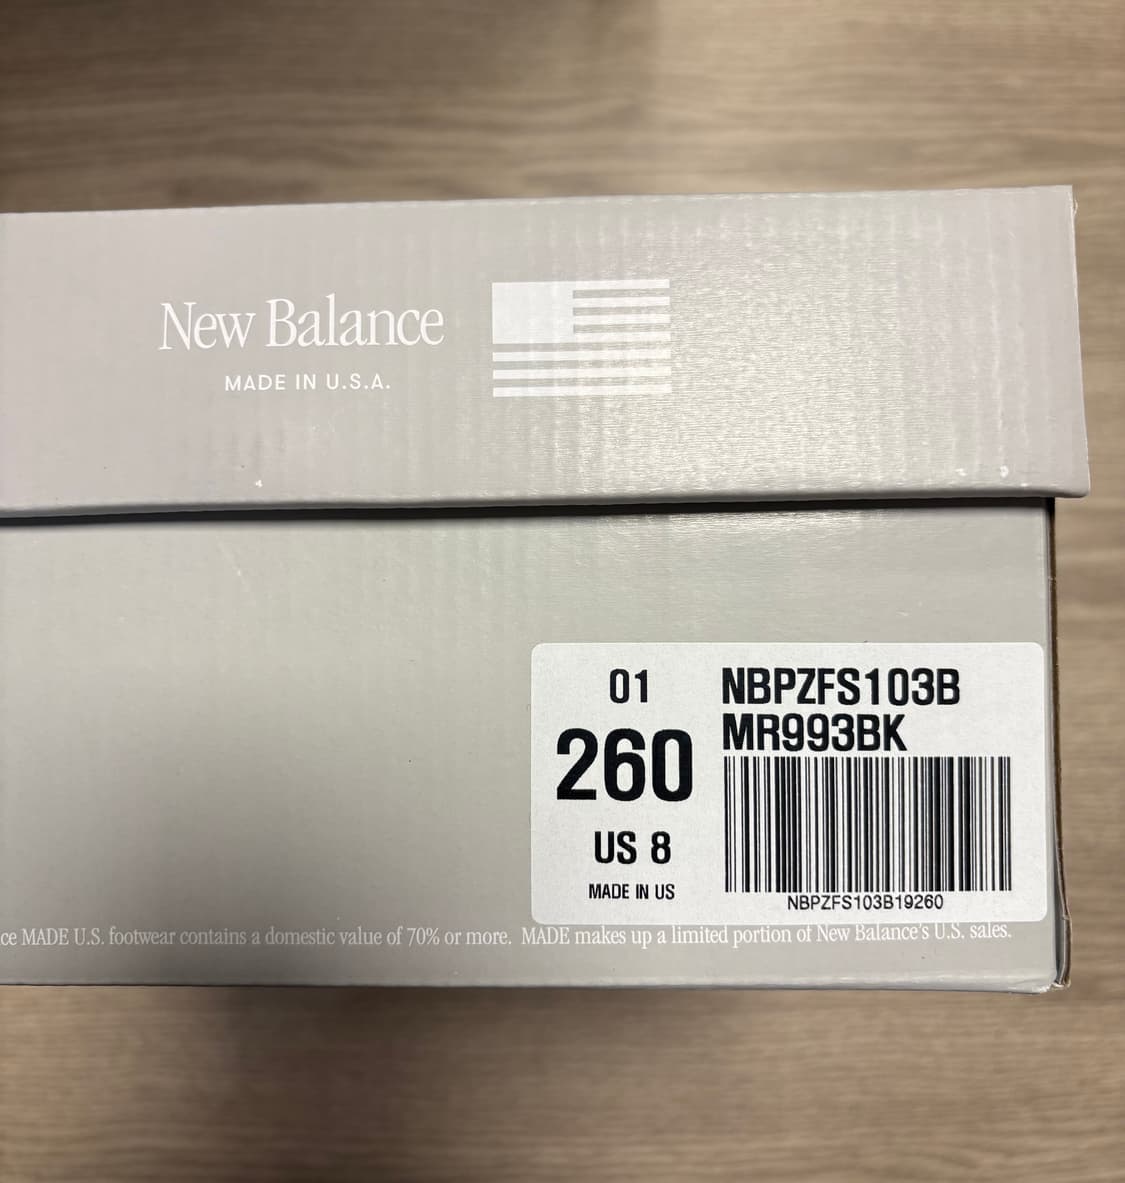 New Balance
MADE IN U.S.A.
01
260
US 8
MADE IN US
NBPZFS103B
MR993BK
NBPZFS103B19260
ce MADE U.S. footwear contains a domestic value of 70% or more. MADE makes up a limited portion of New Balance's U.S. sales.